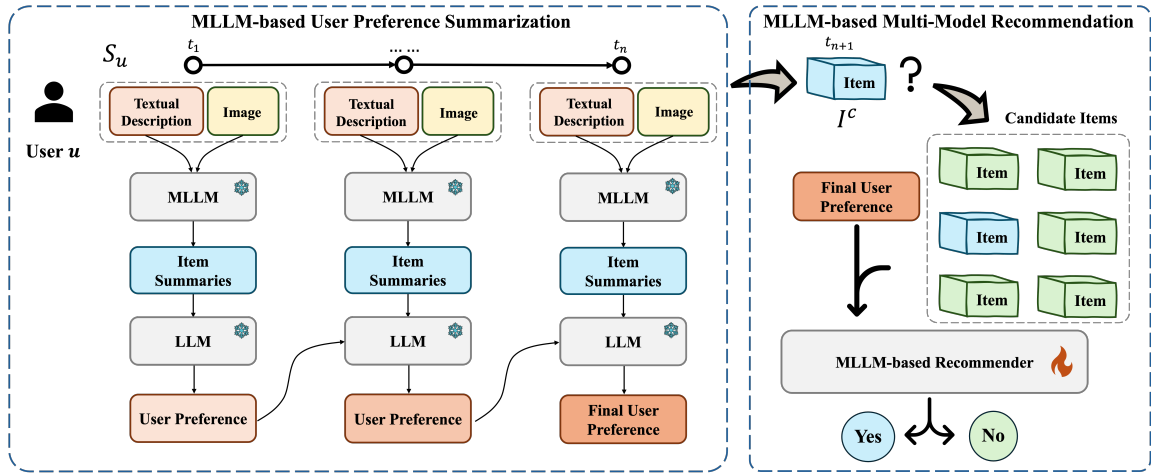 MLLM-based User Preference Summarization
S_u
t_1
... ...
t_n
User u
Textual
Description
Image
Textual
Description
Image
Textual
Description
Image
MLLM
MLLM
MLLM
Item
Summaries
Item
Summaries
Item
Summaries
LLM
LLM
LLM
User Preference
User Preference
Final User
Preference
MLLM-based Multi-Model Recommendation
t_{n+1}
Item
?
I^C
Candidate Items
Item
Item
Item
Item
Item
Item
Final User
Preference
MLLM-based Recommender
Yes
No